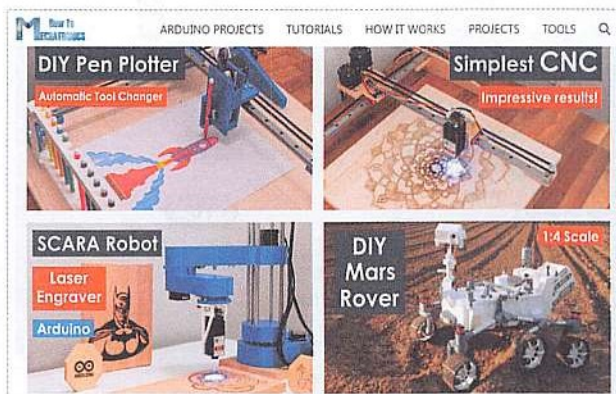 How To
Mechatronics
ARDUINO PROJECTS TUTORIALS HOW IT WORKS PROJECTS TOOLS
DIY Pen Plotter
Automatic Tool Changer
Simplest CNC
Impressive results!
SCARA Robot
Laser
Engraver
Arduino
ARDUINO
DIY
Mars
Rover
1:4 Scale